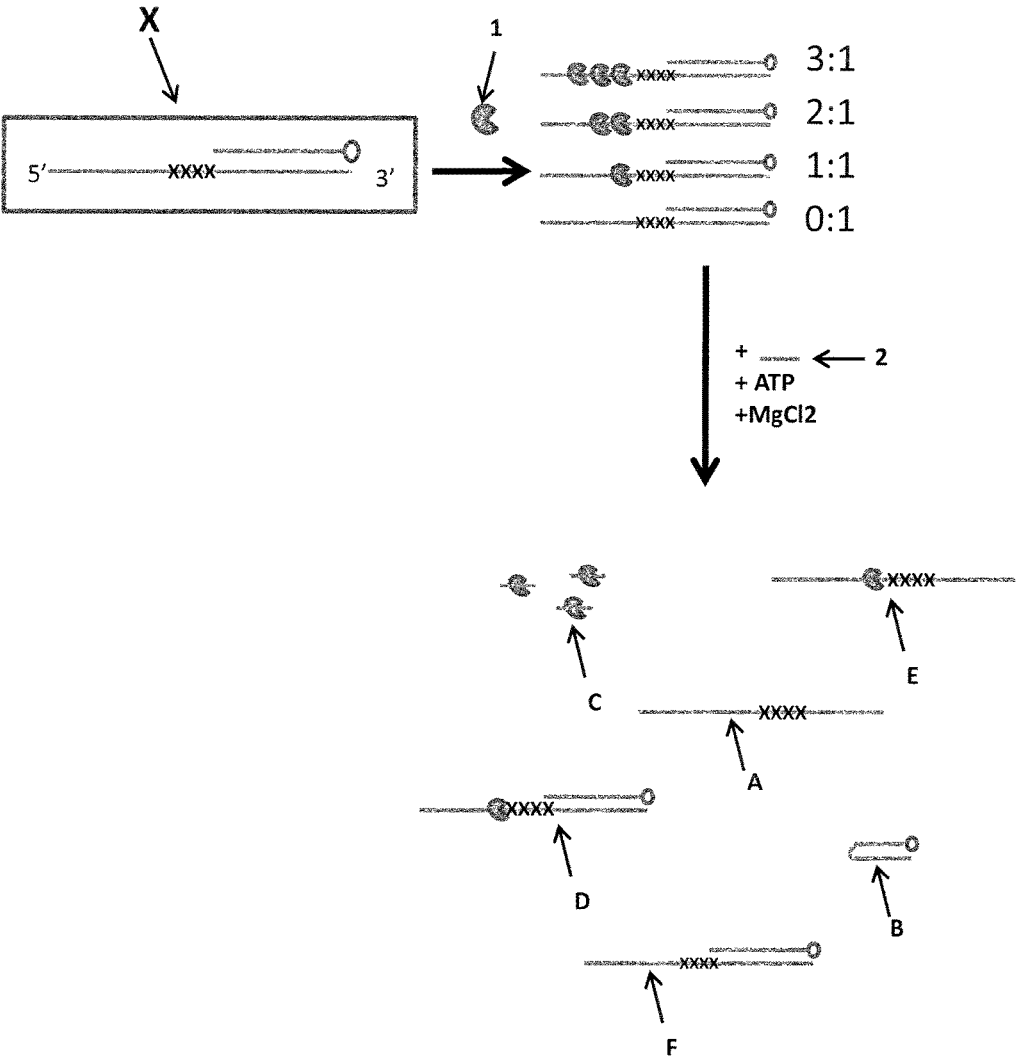 X
1
5’ XXXX 3’
XXXX 3:1
XXXX 2:1
XXXX 1:1
XXXX 0:1
+ 2
+ ATP
+MgCl2
XXXX
E
C
XXXX
A
XXXX
D
B
XXXX
F